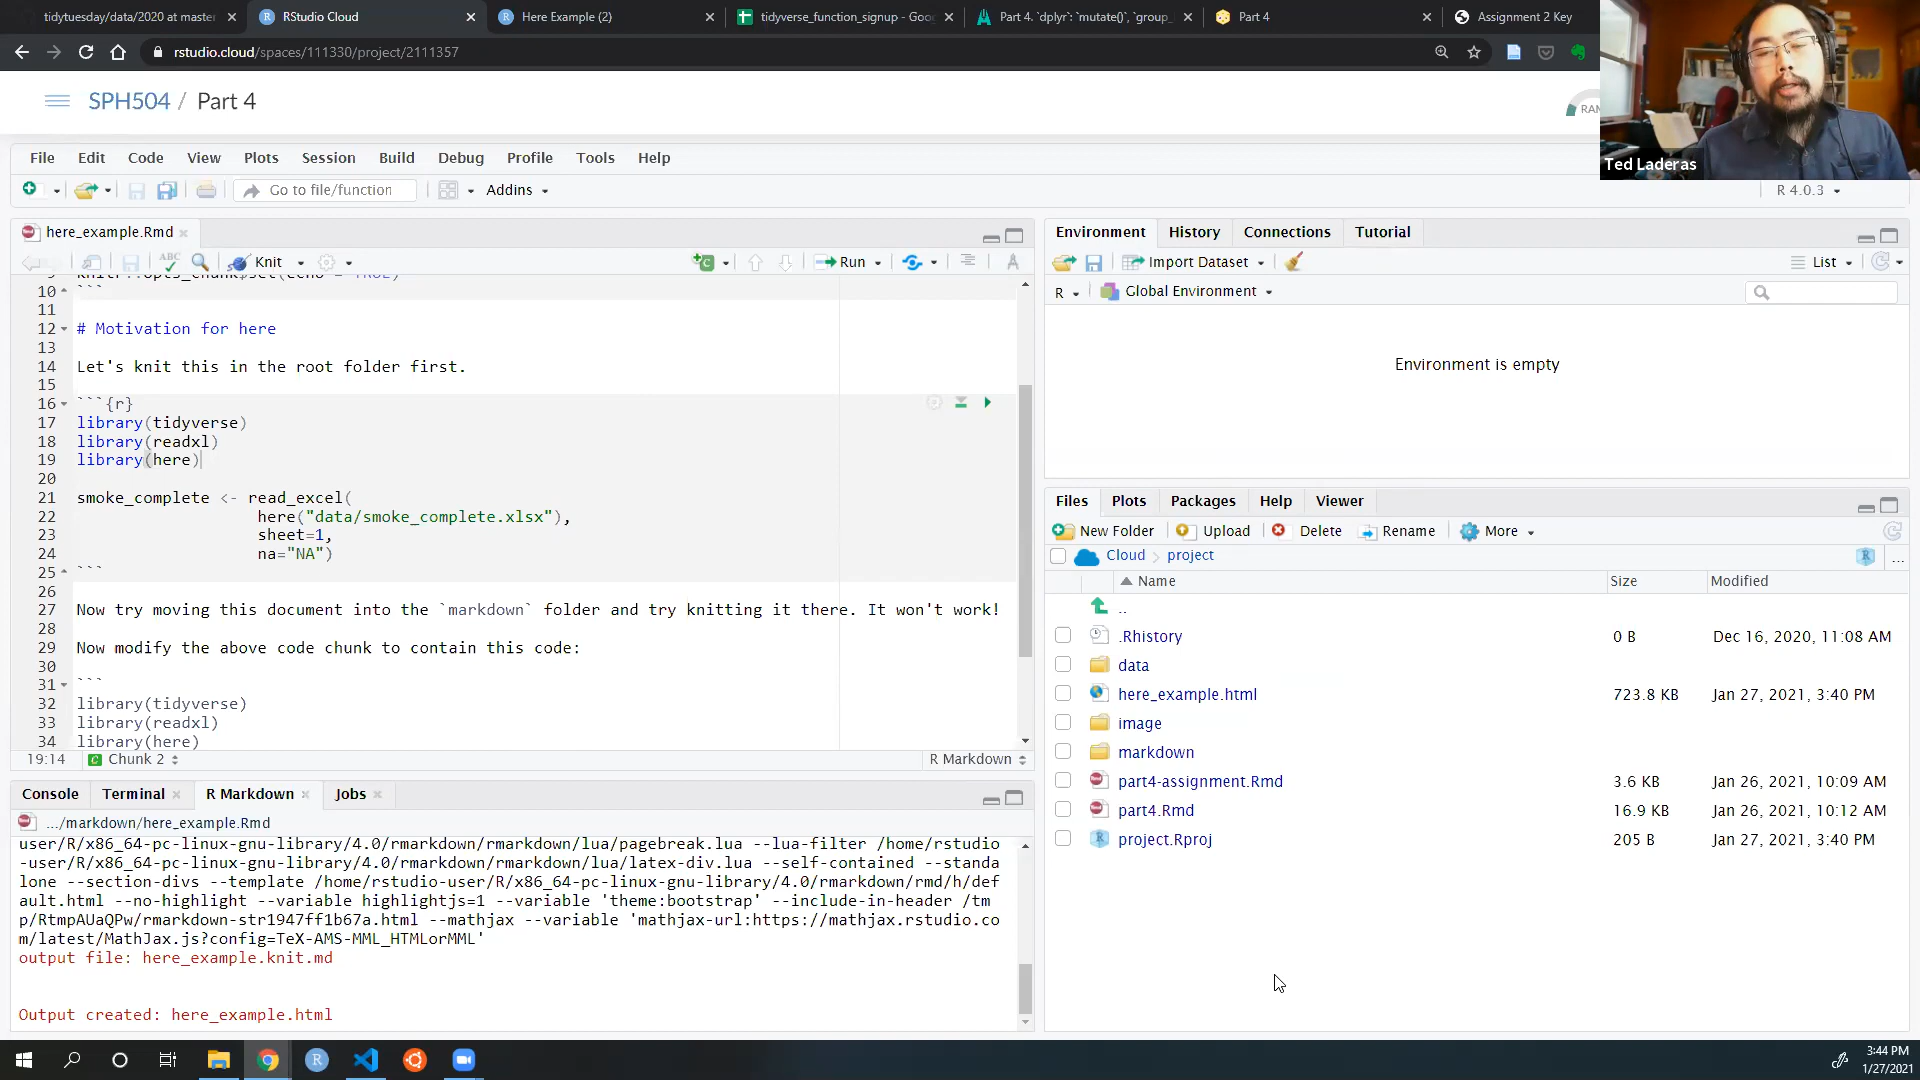 tidytuesday/data/2020 at master
RStudio Cloud
Here Example (2)
tidyverse_function_signup - Goo
Part 4. `dplyr`: `mutate()`, `group_
Part 4
Assignment 2 Key
rstudio.cloud/spaces/111330/project/2111357
SPH504 / Part 4
RAM
Ted Laderas
File Edit Code View Plots Session Build Debug Profile Tools Help
Go to file/function
Addins
R 4.0.3
here_example.Rmd
Knit
Run
10 ```
11
12 # Motivation for here
13
14 Let's knit this in the root folder first.
15
16 ```{r}
17 library(tidyverse)
18 library(readxl)
19 library(here)
20
21 smoke_complete <- read_excel(
22 here("data/smoke_complete.xlsx"),
23 sheet=1,
24 na="NA")
25 ```
26
27 Now try moving this document into the `markdown` folder and try knitting it there. It won't work!
28
29 Now modify the above code chunk to contain this code:
30
31 ```
32 library(tidyverse)
33 library(readxl)
34 library(here)
19:14 Chunk 2 R Markdown
Console Terminal R Markdown Jobs
.../markdown/here_example.Rmd
user/R/x86_64-pc-linux-gnu-library/4.0/rmarkdown/rmarkdown/lua/pagebreak.lua --lua-filter /home/rstudio
-user/R/x86_64-pc-linux-gnu-library/4.0/rmarkdown/rmarkdown/lua/latex-div.lua --self-contained --standa
lone --section-divs --template /home/rstudio-user/R/x86_64-pc-linux-gnu-library/4.0/rmarkdown/rmd/h/def
ault.html --no-highlight --variable highlightjs=1 --variable 'theme:bootstrap' --include-in-header /tm
p/RtmpAUaQPw/rmarkdown-str1947ff1b67a.html --mathjax --variable 'mathjax-url:https://mathjax.rstudio.co
m/latest/MathJax.js?config=TeX-AMS-MML_HTMLorMML'
output file: here_example.knit.md
Output created: here_example.html
Environment History Connections Tutorial
Import Dataset
List
R Global Environment
Environment is empty
Files Plots Packages Help Viewer
New Folder Upload Delete Rename More
Cloud project
...
Name Size Modified
..
.Rhistory 0 B Dec 16, 2020, 11:08 AM
data
here_example.html 723.8 KB Jan 27, 2021, 3:40 PM
image
markdown
part4-assignment.Rmd 3.6 KB Jan 26, 2021, 10:09 AM
part4.Rmd 16.9 KB Jan 26, 2021, 10:12 AM
project.Rproj 205 B Jan 27, 2021, 3:40 PM
3:44 PM
1/27/2021